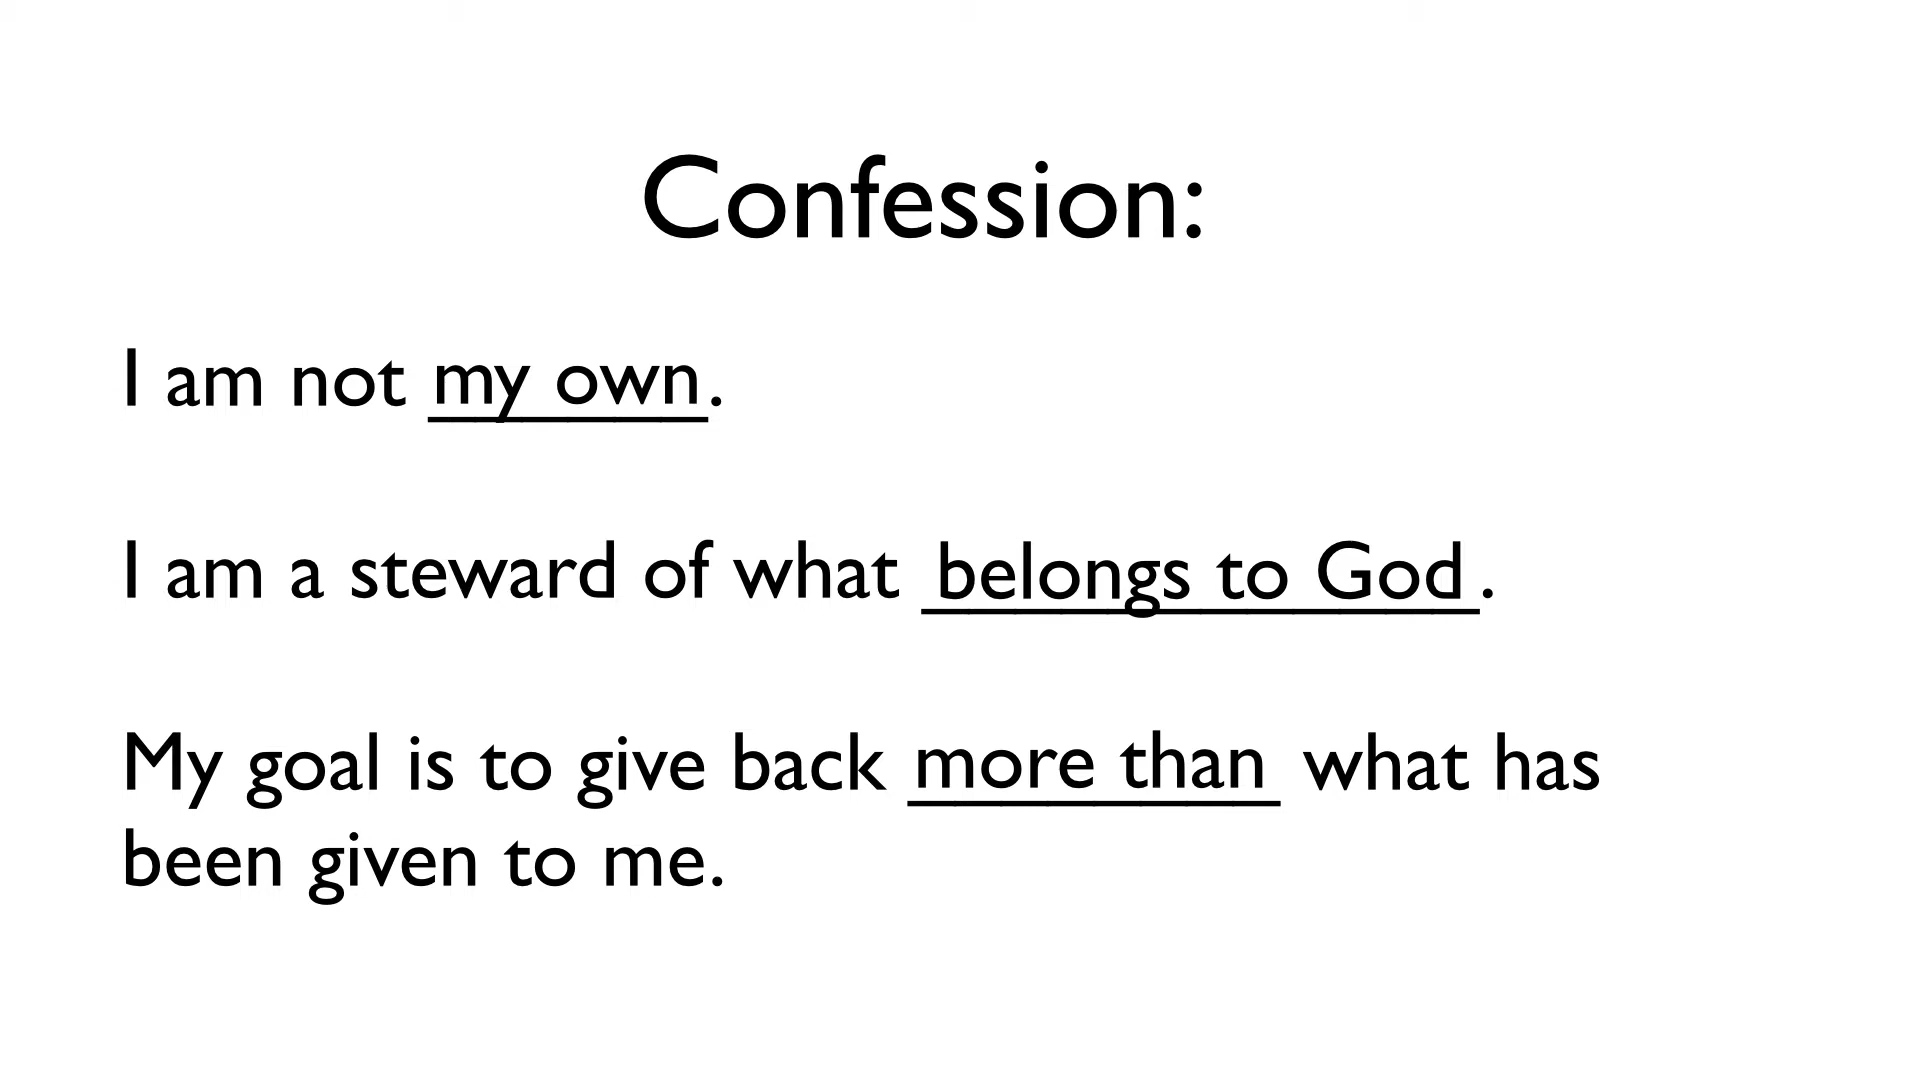 Confession:
I am not my own.
I am a steward of what belongs to God.
My goal is to give back more than what has
been given to me.